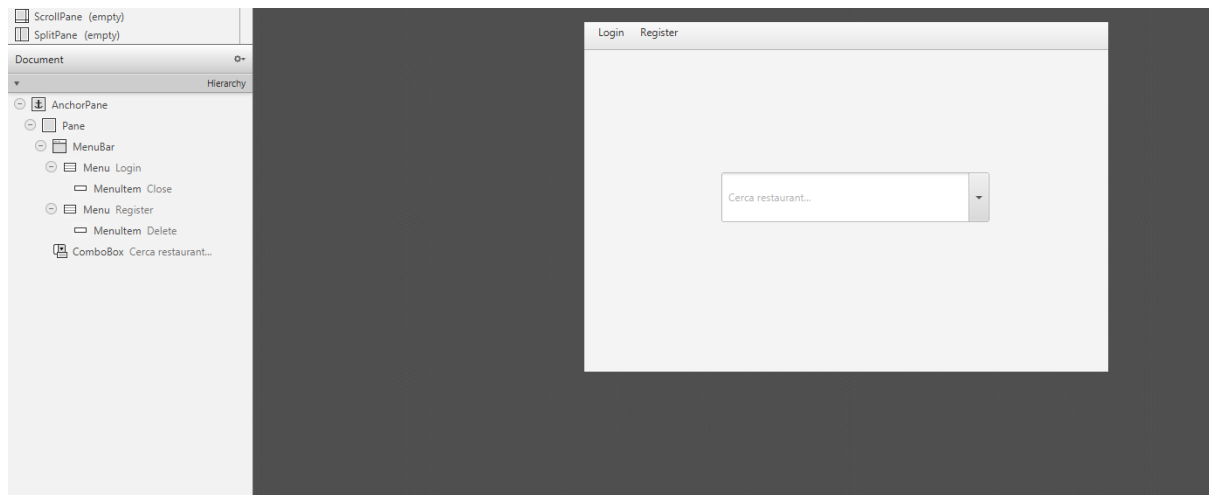 ScrollPane (empty)
SplitPane (empty)
Document
Hierarchy
AnchorPane
Pane
MenuBar
Menu Login
MenuItem Close
Menu Register
MenuItem Delete
ComboBox Cerca restaurant...
Login Register
Cerca restaurant...